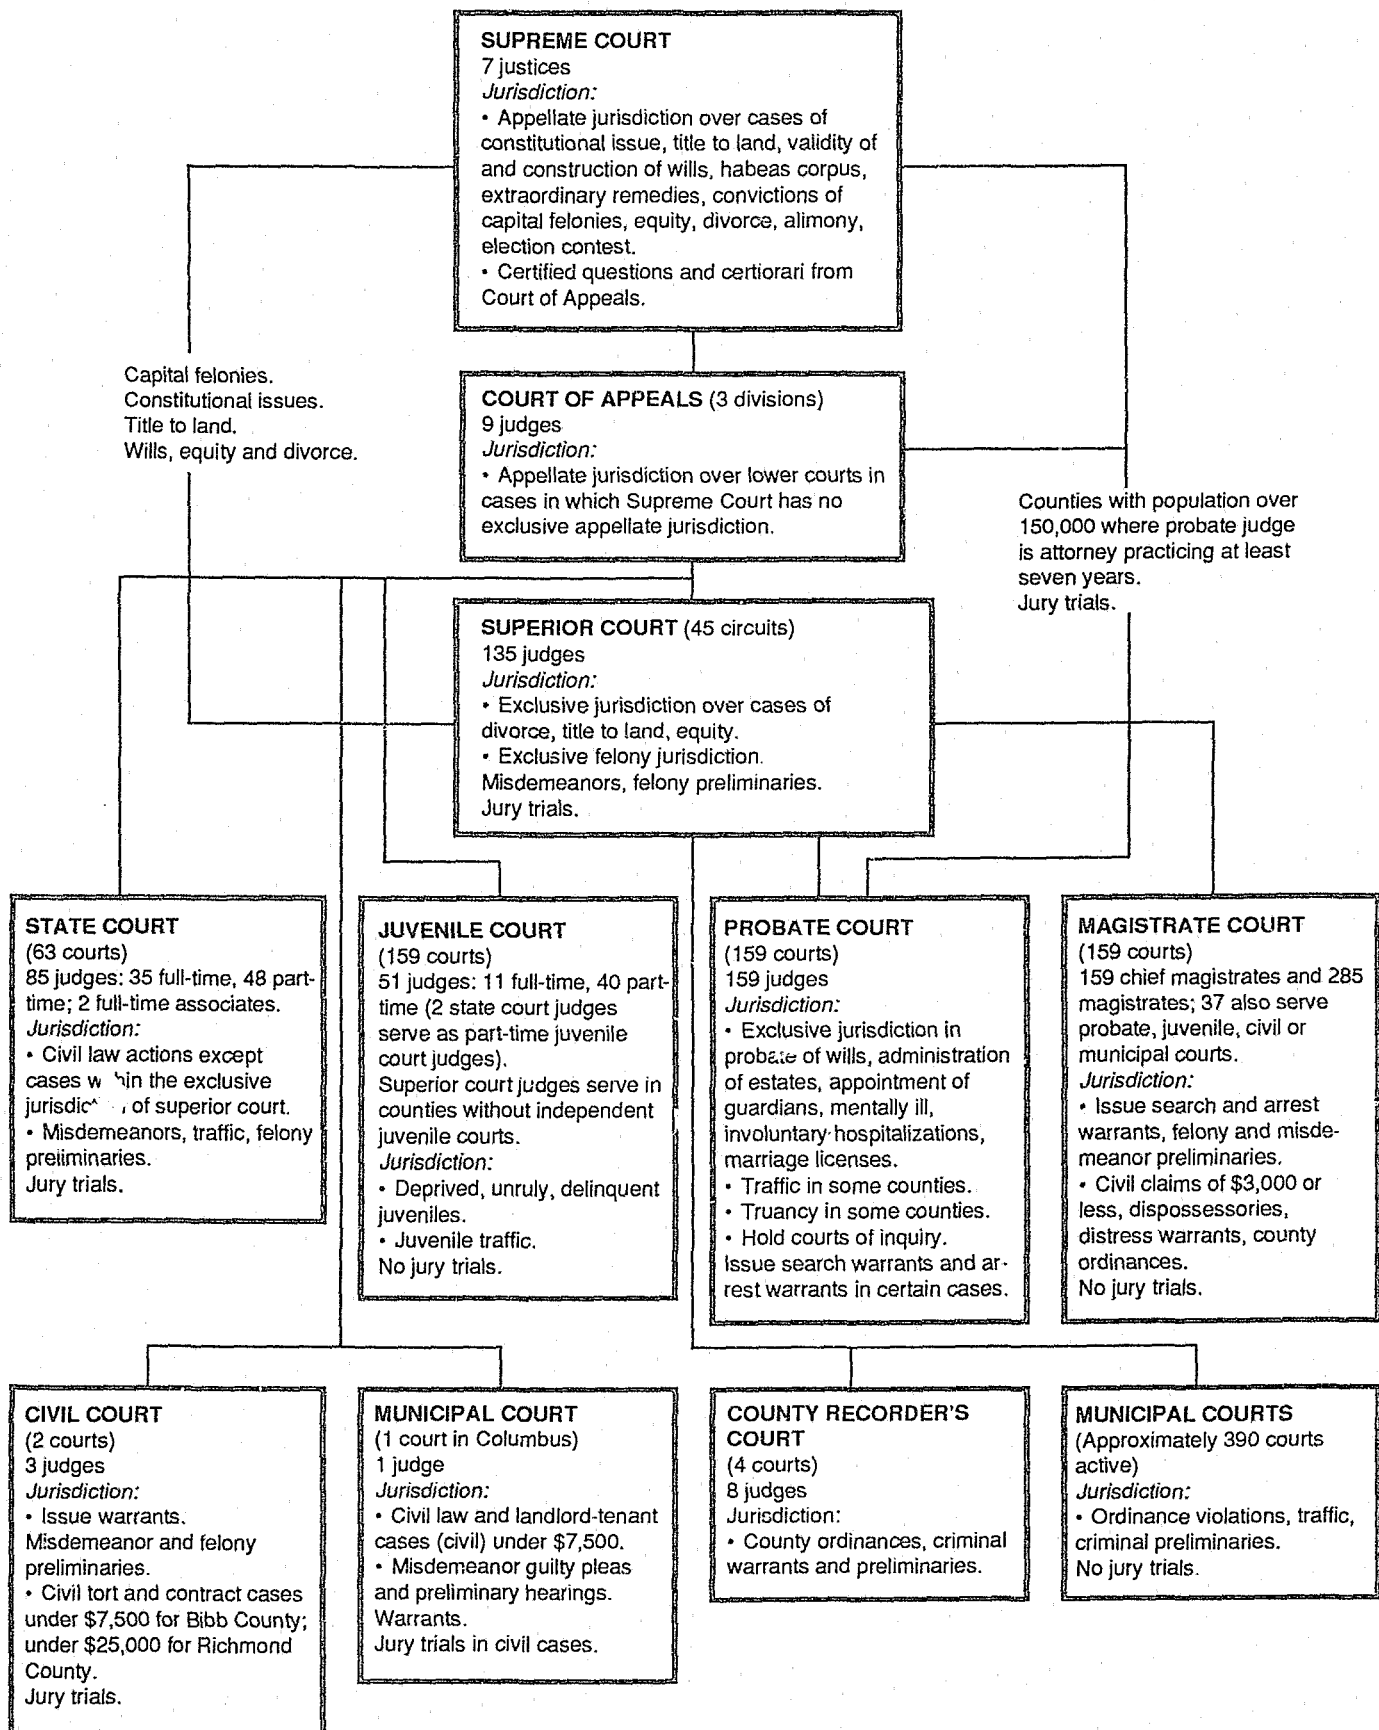 SUPREME COURT
7 justices
Jurisdiction:
• Appellate jurisdiction over cases of
constitutional issue, title to land, validity of
and construction of wills, habeas corpus,
extraordinary remedies, convictions of
capital felonies, equity, divorce, alimony,
election contest.
• Certified questions and certiorari from
Court of Appeals.
Capital felonies.
Constitutional issues.
Title to land.
Wills, equity and divorce.
COURT OF APPEALS (3 divisions)
9 judges
Jurisdiction:
• Appellate jurisdiction over lower courts in
cases in which Supreme Court has no
exclusive appellate jurisdiction.
Counties with population over
150,000 where probate judge
is attorney practicing at least
seven years.
Jury trials.
SUPERIOR COURT (45 circuits)
135 judges
Jurisdiction:
• Exclusive jurisdiction over cases of
divorce, title to land, equity.
• Exclusive felony jurisdiction.
Misdemeanors, felony preliminaries.
Jury trials.
STATE COURT
(63 courts)
85 judges: 35 full-time, 48 part-
time; 2 full-time associates.
Jurisdiction:
• Civil law actions except
cases w hin the exclusive
jurisdic of superior court.
• Misdemeanors, traffic, felony
preliminaries.
Jury trials.
JUVENILE COURT
(159 courts)
51 judges: 11 full-time, 40 part-
time (2 state court judges
serve as part-time juvenile
court judges).
Superior court judges serve in
counties without independent
juvenile courts.
Jurisdiction:
• Deprived, unruly, delinquent
juveniles.
• Juvenile traffic.
No jury trials.
PROBATE COURT
(159 courts)
159 judges
Jurisdiction:
• Exclusive jurisdiction in
probate of wills, administration
of estates, appointment of
guardians, mentally ill,
involuntary hospitalizations,
marriage licenses.
• Traffic in some counties.
• Truancy in some counties.
• Hold courts of inquiry.
Issue search warrants and ar-
rest warrants in certain cases.
MAGISTRATE COURT
(159 courts)
159 chief magistrates and 285
magistrates; 37 also serve
probate, juvenile, civil or
municipal courts.
Jurisdiction:
• Issue search and arrest
warrants, felony and misde-
meanor preliminaries.
• Civil claims of $3,000 or
less, dispossessories,
distress warrants, county
ordinances.
No jury trials.
CIVIL COURT
(2 courts)
3 judges
Jurisdiction:
• Issue warrants.
Misdemeanor and felony
preliminaries.
• Civil tort and contract cases
under $7,500 for Bibb County;
under $25,000 for Richmond
County.
Jury trials.
MUNICIPAL COURT
(1 court in Columbus)
1 judge
Jurisdiction:
• Civil law and landlord-tenant
cases (civil) under $7,500.
• Misdemeanor guilty pleas
and preliminary hearings.
Warrants.
Jury trials in civil cases.
COUNTY RECORDER'S
COURT
(4 courts)
8 judges
Jurisdiction:
• County ordinances, criminal
warrants and preliminaries.
MUNICIPAL COURTS
(Approximately 390 courts
active)
Jurisdiction:
• Ordinance violations, traffic,
criminal preliminaries.
No jury trials.